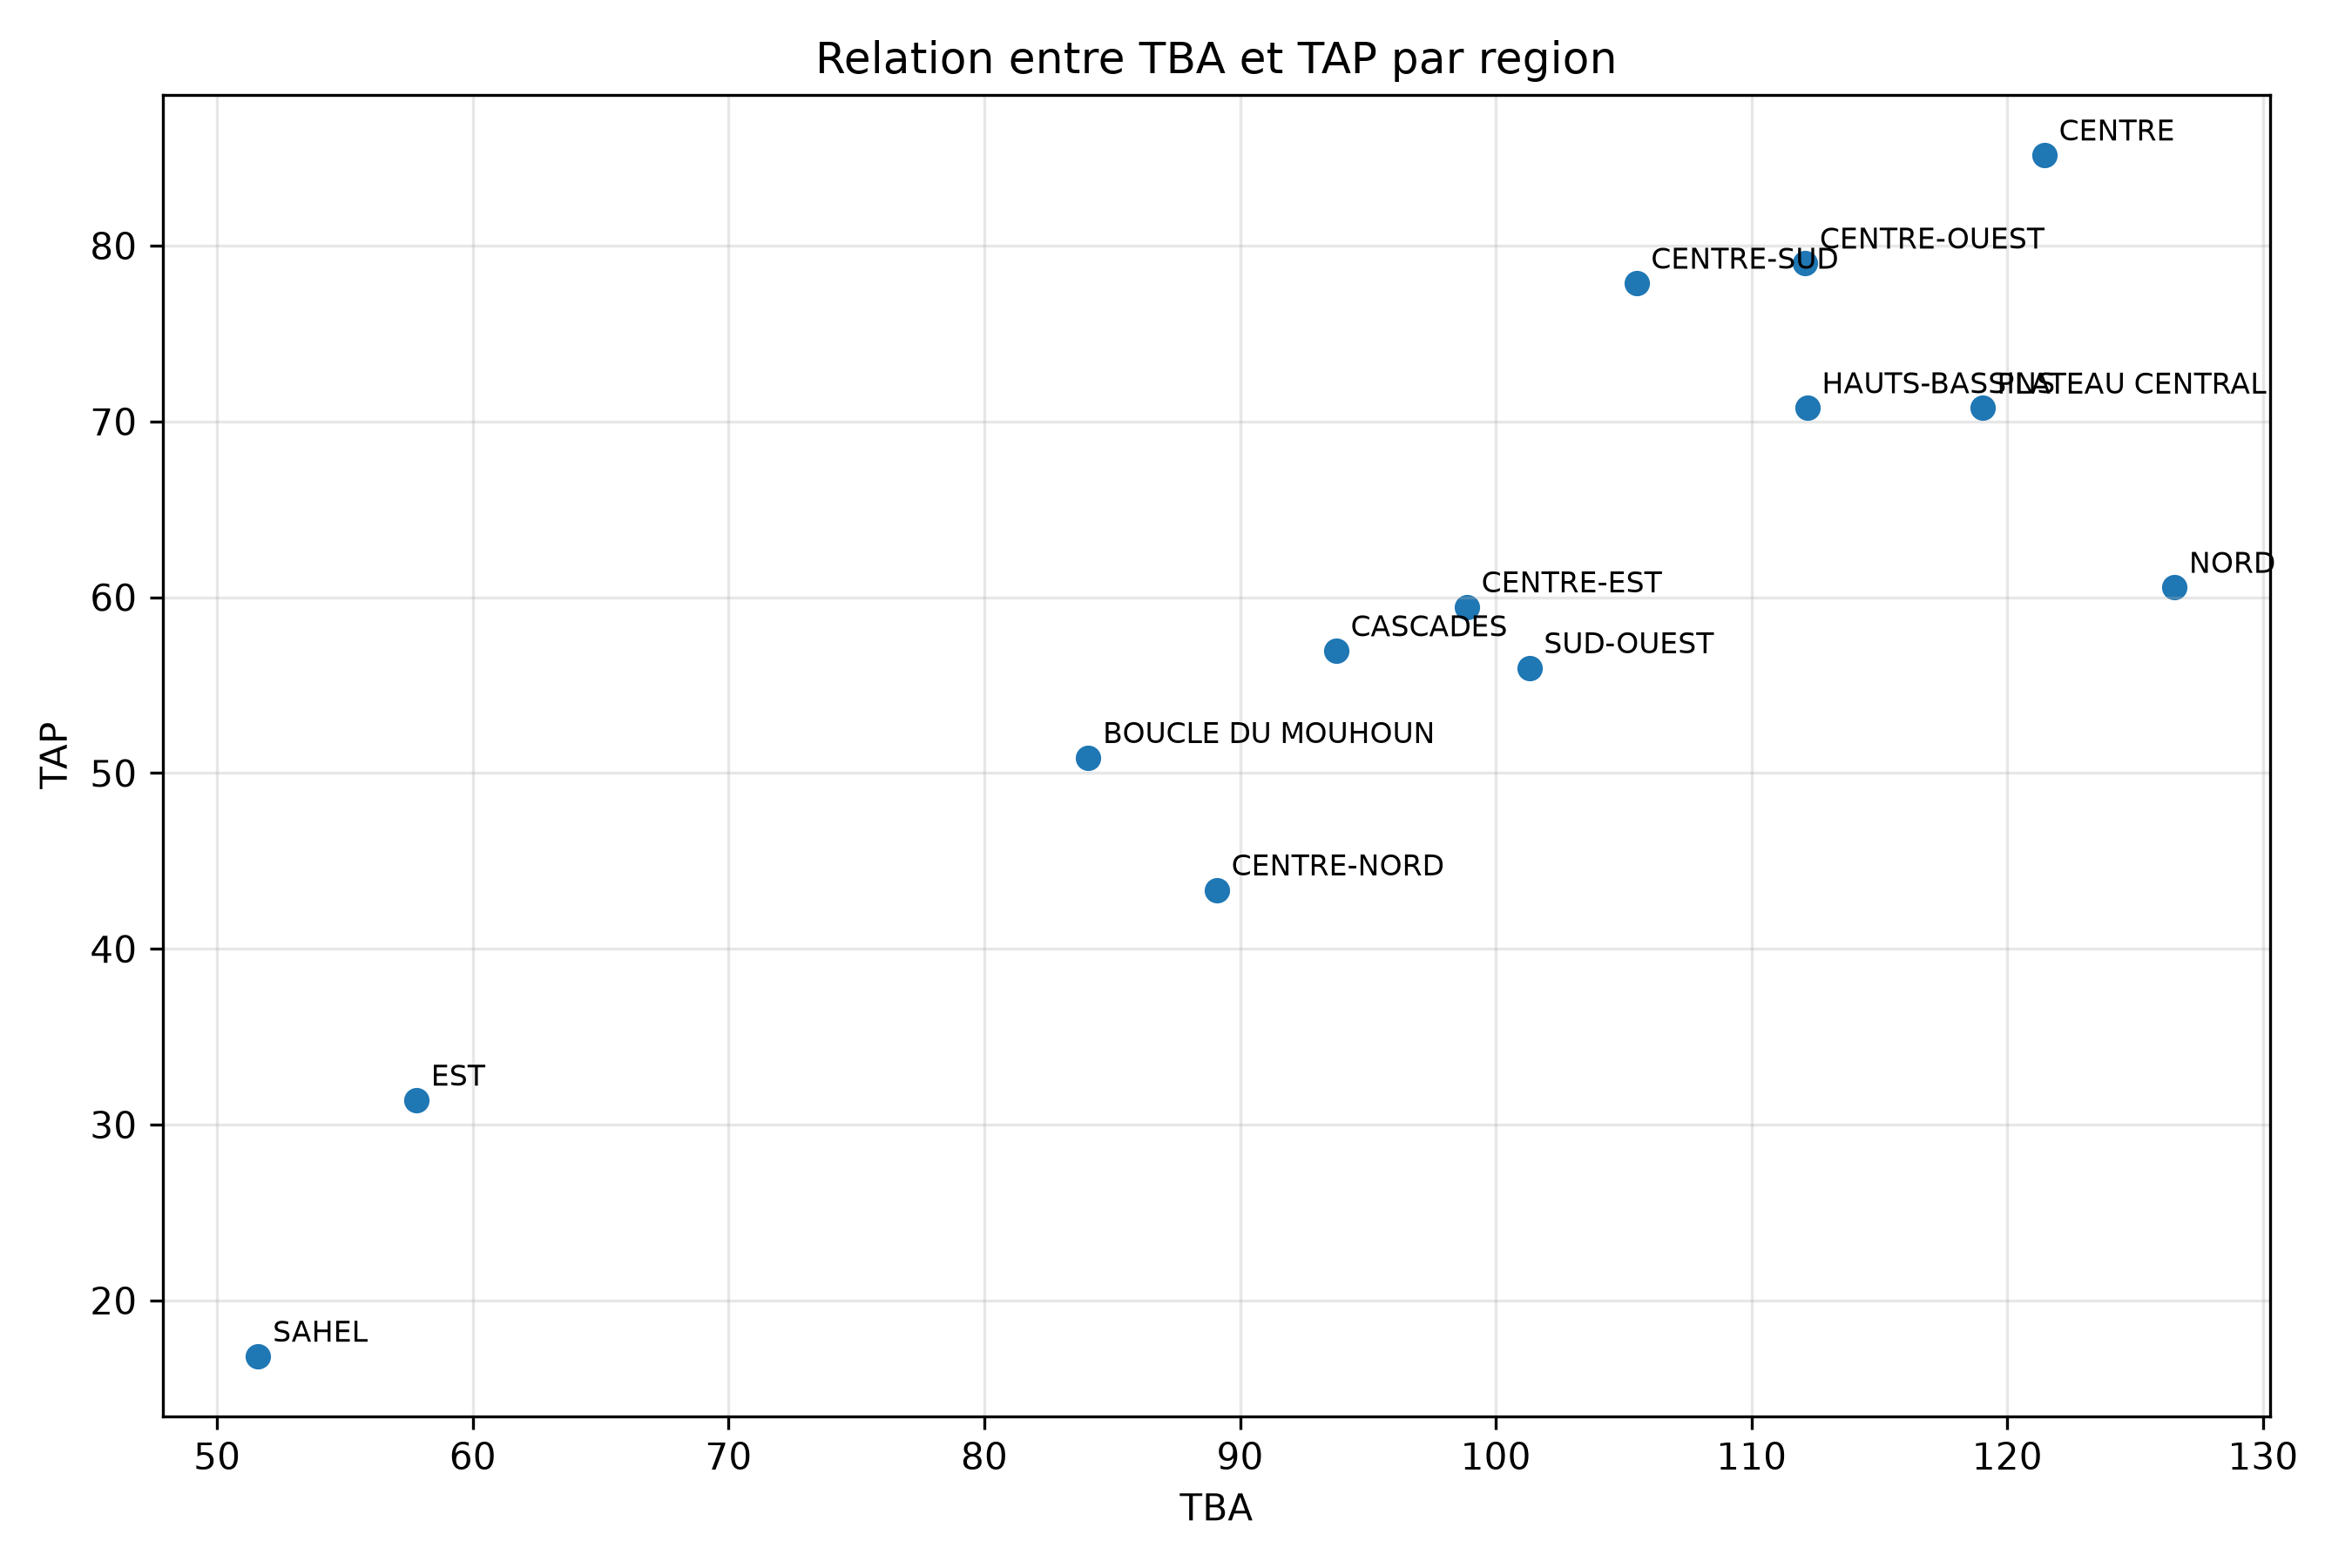 Relation entre TBA et TAP par region
CENTRE
CENTRE-OUEST
CENTRE-SUD
HAUTS-BASSINS
PLATEAU CENTRAL
NORD
CENTRE-EST
CASCADES
SUD-OUEST
BOUCLE DU MOUHOUN
CENTRE-NORD
EST
SAHEL
80
70
60
50
40
30
20
TAP
50 60 70 80 90 100 110 120 130
TBA